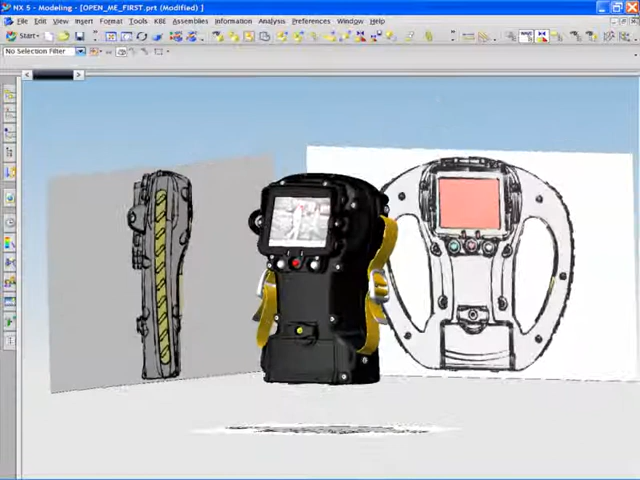 NX 5 - Modeling - [OPEN_ME_FIRST.prt (Modified) ]
File Edit View Insert Format Tools KBE Assemblies Information Analysis Preferences Window Help
Start
No Selection Filter